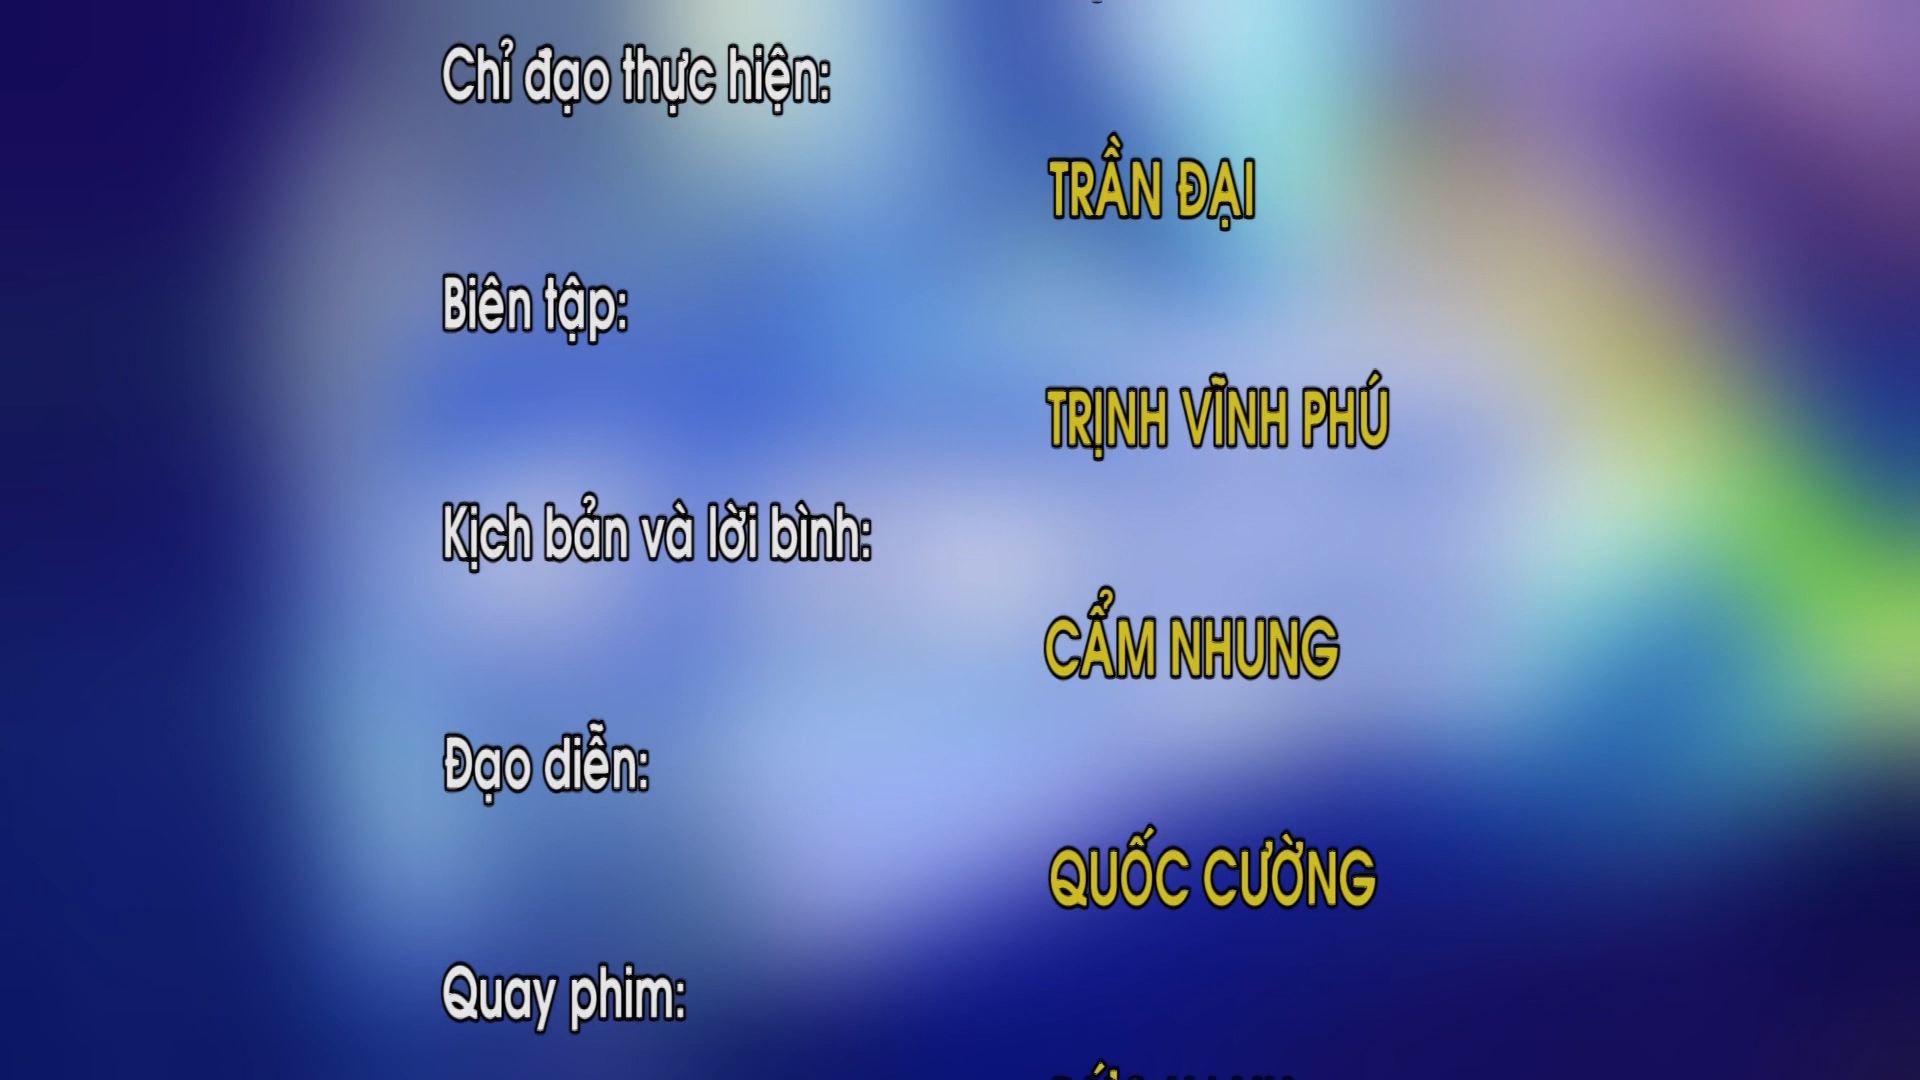 Chỉ đạo thực hiện:
TRẦN ĐẠI
Biên tập:
TRỊNH VĨNH PHÚ
Kịch bản và lời bình:
CẨM NHUNG
Đạo diễn:
QUỐC CƯỜNG
Quay phim: